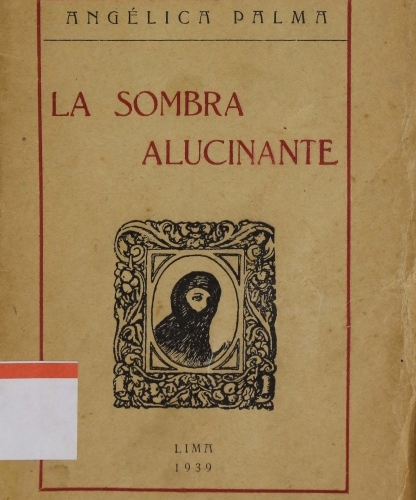 ANGÉLICA PALMA
LA SOMBRA
ALUCINANTE
LIMA
1939